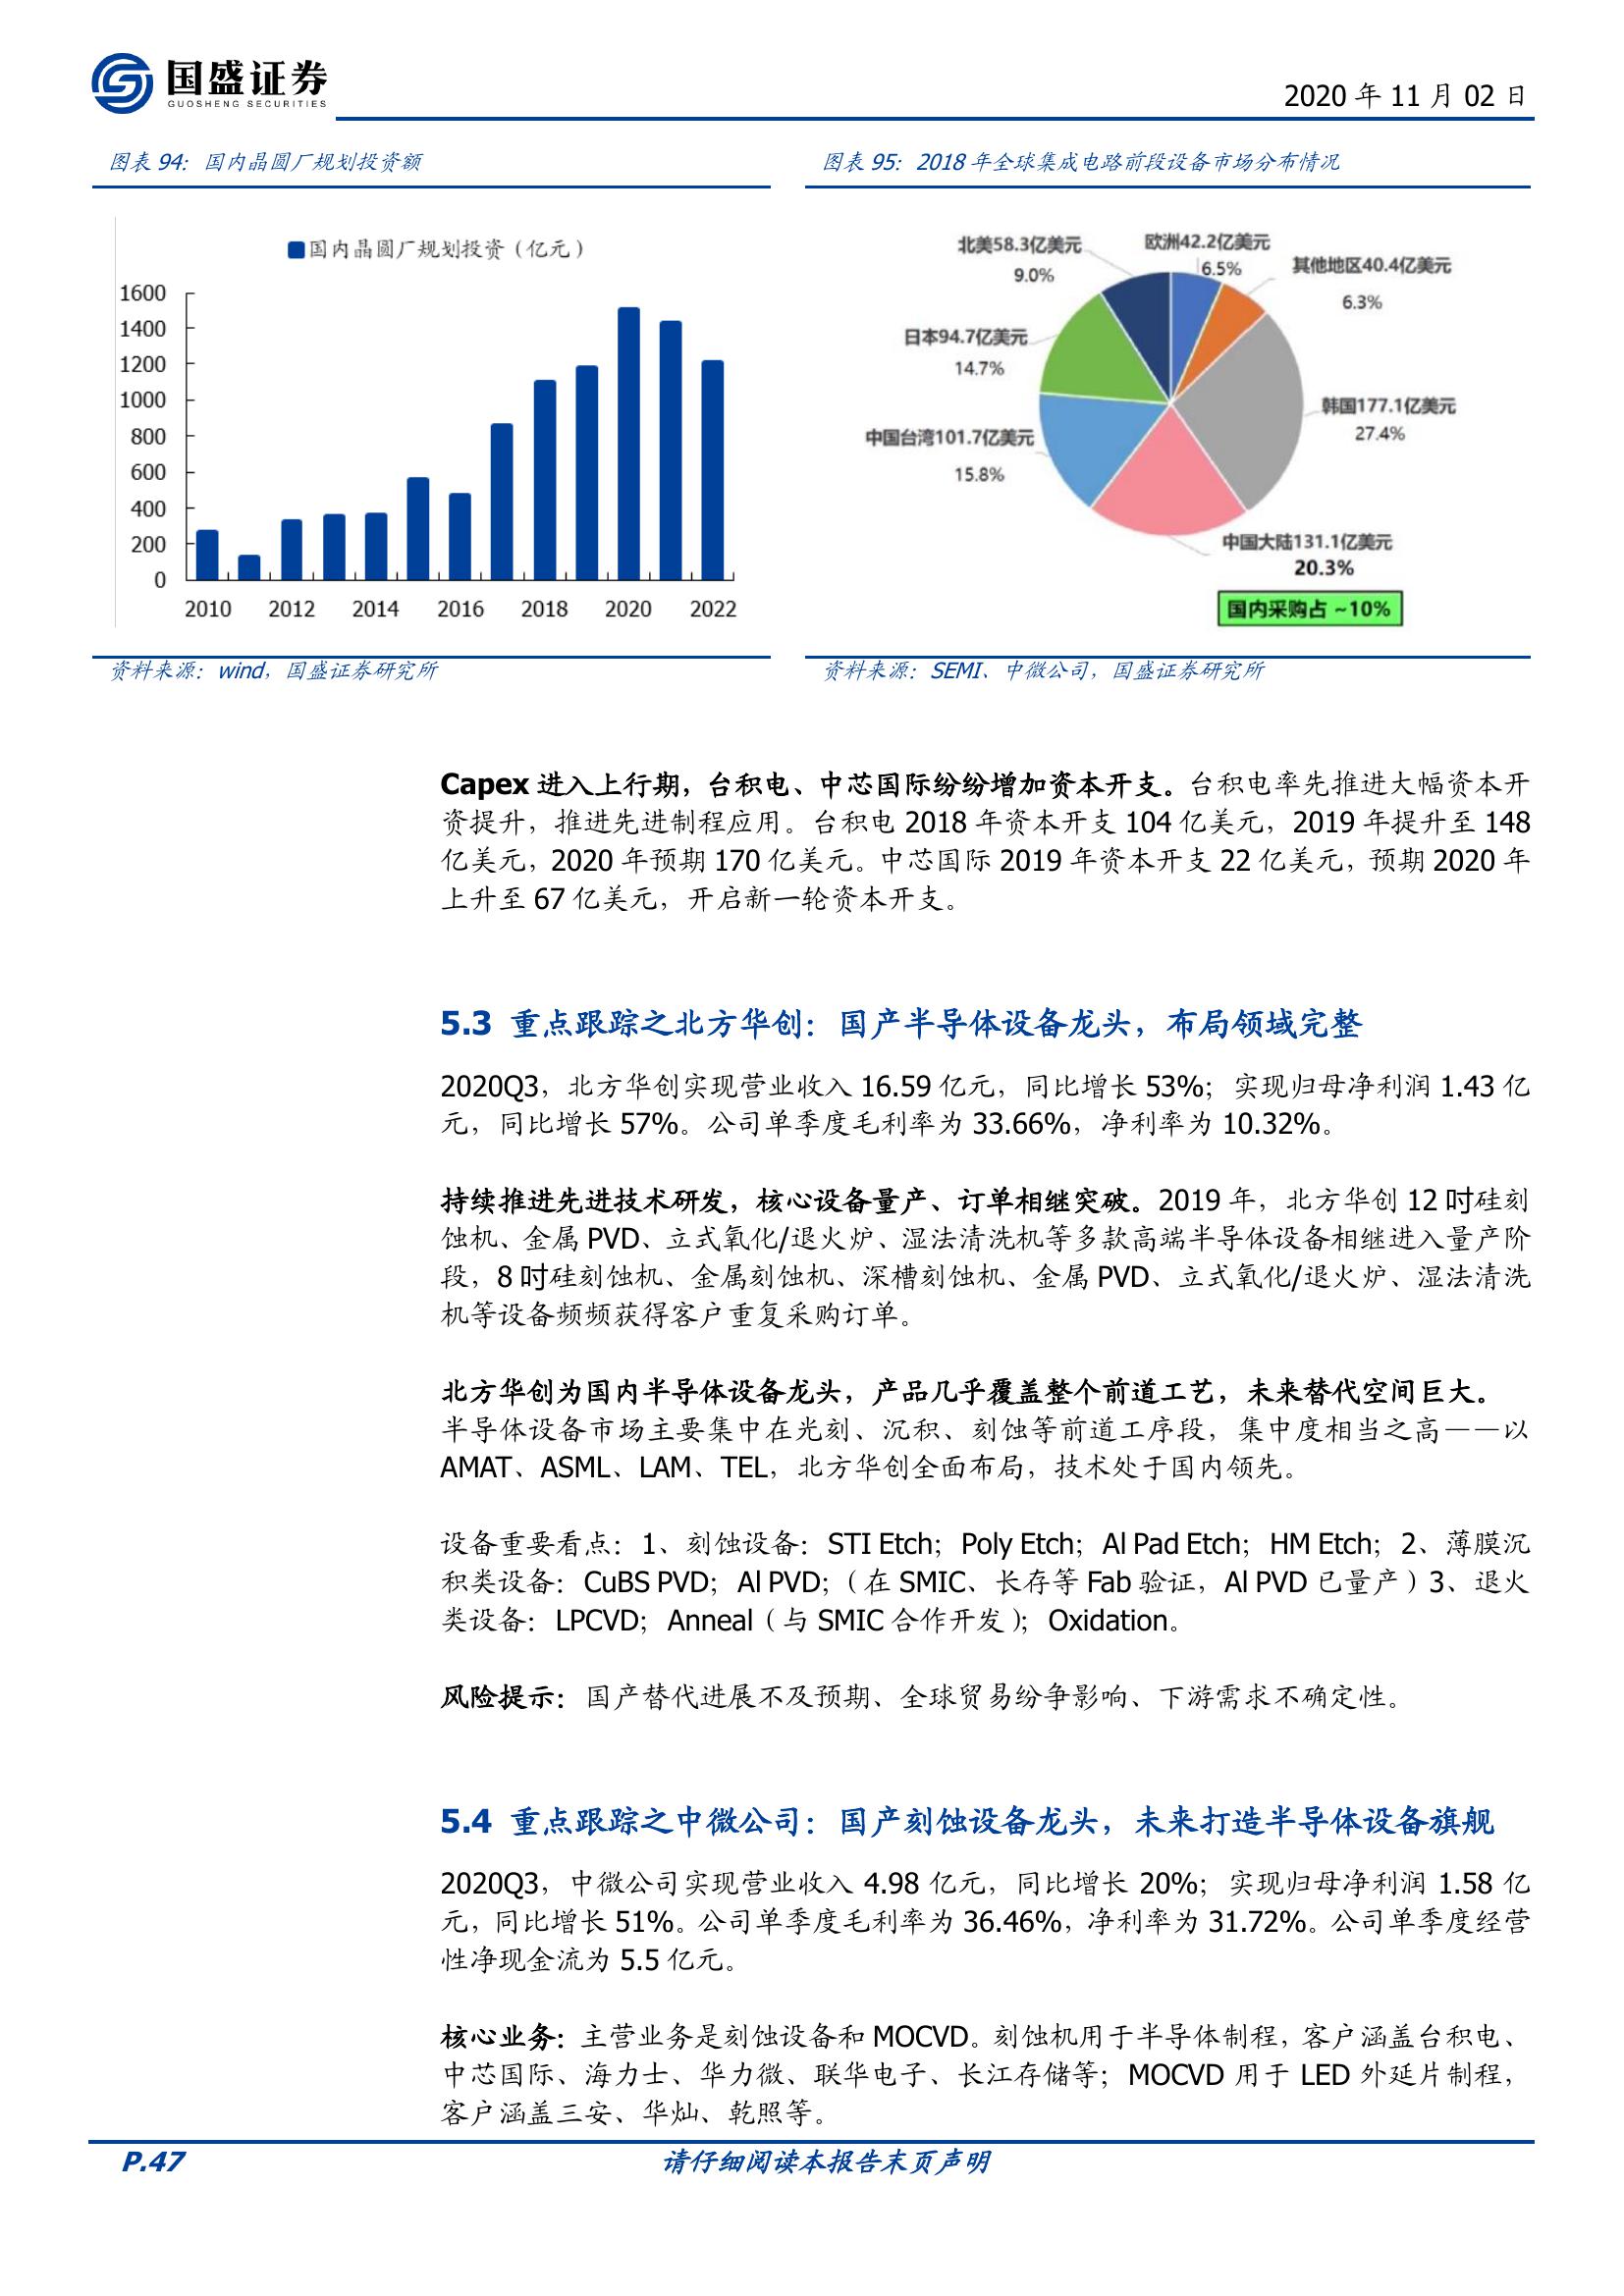 国盛证券
GUOSHENG SECURITIES
2020 年 11 月 02 日
图表 94：国内晶圆厂规划投资额
国内晶圆厂规划投资（亿元）
1600
1400
1200
1000
800
600
400
200
0
2010 2012 2014 2016 2018 2020 2022
资料来源：wind，国盛证券研究所
图表 95：2018 年全球集成电路前段设备市场分布情况
北美58.3亿美元
9.0%
欧洲42.2亿美元
6.5%
其他地区40.4亿美元
6.3%
日本94.7亿美元
14.7%
韩国177.1亿美元
27.4%
中国台湾101.7亿美元
15.8%
中国大陆131.1亿美元
20.3%
国内采购占 ~10%
资料来源：SEMI、中微公司，国盛证券研究所
Capex 进入上行期，台积电、中芯国际纷纷增加资本开支。台积电率先推进大幅资本开
资提升，推进先进制程应用。台积电 2018 年资本开支 104 亿美元，2019 年提升至 148
亿美元，2020 年预期 170 亿美元。中芯国际 2019 年资本开支 22 亿美元，预期 2020 年
上升至 67 亿美元，开启新一轮资本开支。
5.3 重点跟踪之北方华创：国产半导体设备龙头，布局领域完整
2020Q3，北方华创实现营业收入 16.59 亿元，同比增长 53%；实现归母净利润 1.43 亿
元，同比增长 57%。公司单季度毛利率为 33.66%，净利率为 10.32%。
持续推进先进技术研发，核心设备量产、订单相继突破。2019 年，北方华创 12 吋硅刻
蚀机、金属 PVD、立式氧化/退火炉、湿法清洗机等多款高端半导体设备相继进入量产阶
段，8 吋硅刻蚀机、金属刻蚀机、深槽刻蚀机、金属 PVD、立式氧化/退火炉、湿法清洗
机等设备频频获得客户重复采购订单。
北方华创为国内半导体设备龙头，产品几乎覆盖整个前道工艺，未来替代空间巨大。
半导体设备市场主要集中在光刻、沉积、刻蚀等前道工序段，集中度相当之高——以
AMAT、ASML、LAM、TEL，北方华创全面布局，技术处于国内领先。
设备重要看点：1、刻蚀设备：STI Etch；Poly Etch；Al Pad Etch；HM Etch；2、薄膜沉
积类设备：CuBS PVD；Al PVD；（在 SMIC、长存等 Fab 验证，Al PVD 已量产）3、退火
类设备：LPCVD；Anneal（与 SMIC 合作开发）；Oxidation。
风险提示：国产替代进展不及预期、全球贸易纷争影响、下游需求不确定性。
5.4 重点跟踪之中微公司：国产刻蚀设备龙头，未来打造半导体设备旗舰
2020Q3，中微公司实现营业收入 4.98 亿元，同比增长 20%；实现归母净利润 1.58 亿
元，同比增长 51%。公司单季度毛利率为 36.46%，净利率为 31.72%。公司单季度经营
性净现金流为 5.5 亿元。
核心业务：主营业务是刻蚀设备和 MOCVD。刻蚀机用于半导体制程，客户涵盖台积电、
中芯国际、海力士、华力微、联华电子、长江存储等；MOCVD 用于 LED 外延片制程，
客户涵盖三安、华灿、乾照等。
P.47
请仔细阅读本报告末页声明